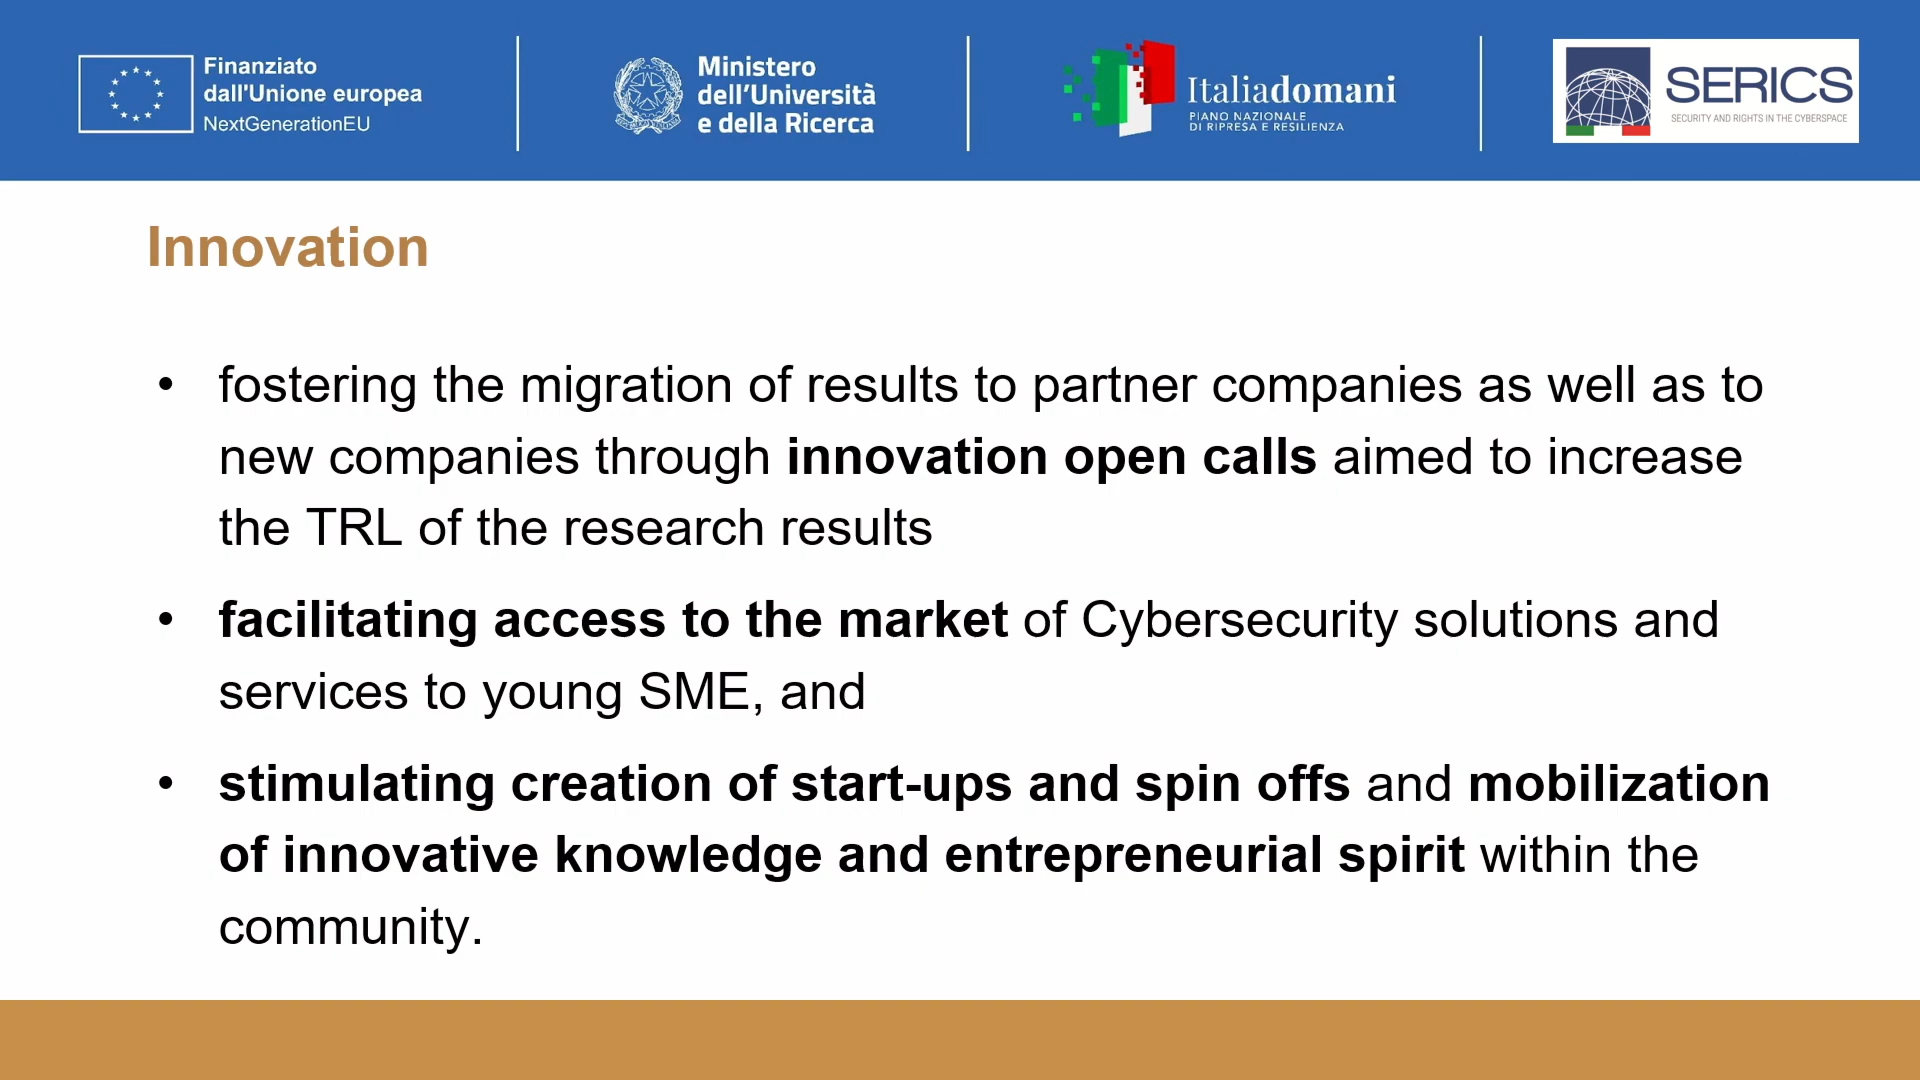 Finanziato
dall'Unione europea
NextGenerationEU
Ministero
dell'Università
e della Ricerca
Italiadomani
PIANO NAZIONALE
DI RIPRESA E RESILIENZA
SERICS
SECURITY AND RIGHTS IN THE CYBERSPACE
Innovation
• fostering the migration of results to partner companies as well as to
new companies through innovation open calls aimed to increase
the TRL of the research results
• facilitating access to the market of Cybersecurity solutions and
services to young SME, and
• stimulating creation of start-ups and spin offs and mobilization
of innovative knowledge and entrepreneurial spirit within the
community.